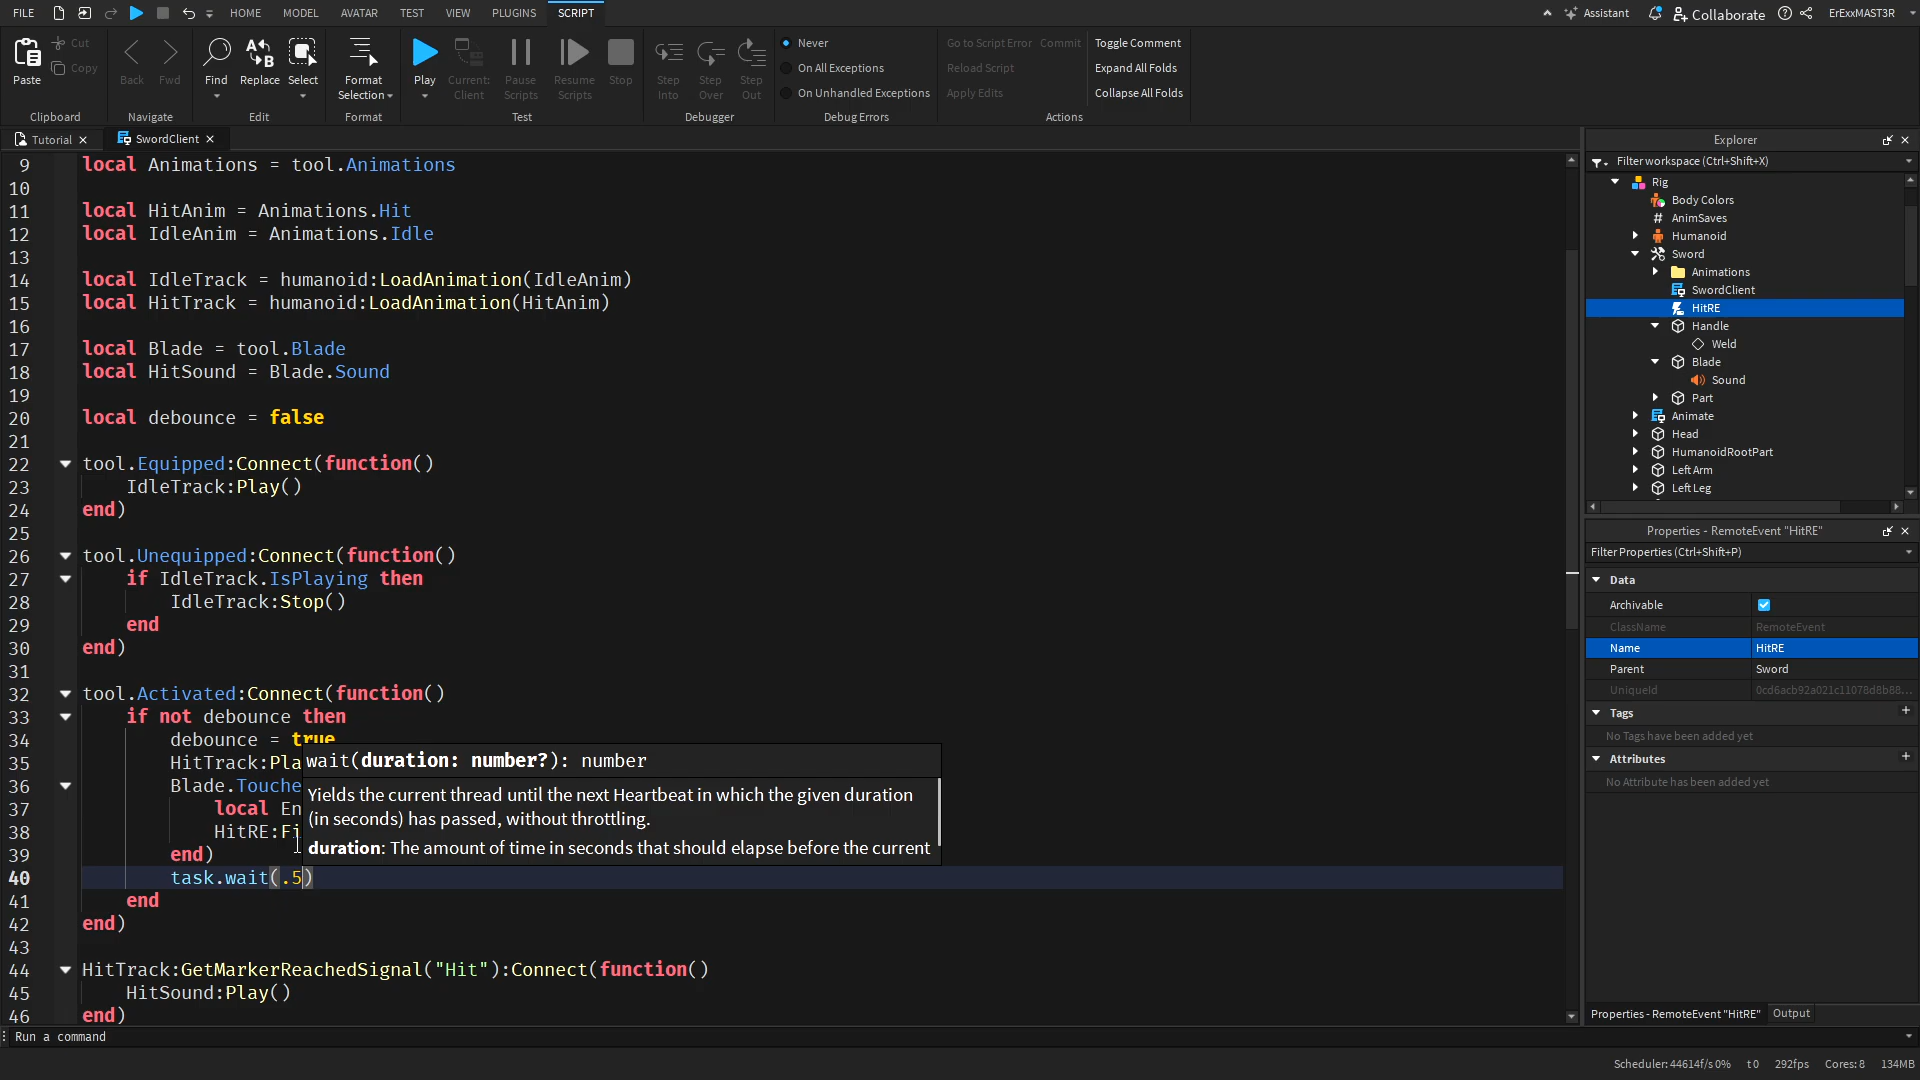 FILE HOME MODEL AVATAR TEST VIEW PLUGINS SCRIPT Assistant Collaborate ErExxMAST3R
Paste Cut Copy Back Fwd Find Replace Select Format Selection Play Current: Client Pause Scripts Resume Scripts Stop Step Into Step Over Step Out
Never Go to Script Error Commit Toggle Comment
On All Exceptions Reload Script Expand All Folds
On Unhandled Exceptions Apply Edits Collapse All Folds
Clipboard Navigate Edit Format Test Debugger Debug Errors Actions
Tutorial SwordClient
9 local Animations = tool.Animations
10
11 local HitAnim = Animations.Hit
12 local IdleAnim = Animations.Idle
13
14 local IdleTrack = humanoid:LoadAnimation(IdleAnim)
15 local HitTrack = humanoid:LoadAnimation(HitAnim)
16
17 local Blade = tool.Blade
18 local HitSound = Blade.Sound
19
20 local debounce = false
21
22 tool.Equipped:Connect(function()
23 IdleTrack:Play()
24 end)
25
26 tool.Unequipped:Connect(function()
27 if IdleTrack.IsPlaying then
28 IdleTrack:Stop()
29 end
30 end)
31
32 tool.Activated:Connect(function()
33 if not debounce then
34 debounce = true
35 HitTrack:Pla
36 Blade.Touche
37 local En
38 HitRE:Fi
39 end)
40 task.wait(.5)
41 end
42 end)
43
44 HitTrack:GetMarkerReachedSignal("Hit"):Connect(function()
45 HitSound:Play()
46 end)
wait(duration: number?): number
Yields the current thread until the next Heartbeat in which the given duration
(in seconds) has passed, without throttling.
duration: The amount of time in seconds that should elapse before the current
Run a command
Explorer
Filter workspace (Ctrl+Shift+X)
Rig
Body Colors
AnimSaves
Humanoid
Sword
Animations
SwordClient
HitRE
Handle
Weld
Blade
Sound
Part
Animate
Head
HumanoidRootPart
Left Arm
Left Leg
Properties - RemoteEvent "HitRE"
Filter Properties (Ctrl+Shift+P)
Data
Archivable
ClassName RemoteEvent
Name HitRE
Parent Sword
UniqueId 0cd6acb92a021c11078d8b88...
Tags +
No Tags have been added yet
Attributes +
No Attribute has been added yet
Properties - RemoteEvent "HitRE" Output
Scheduler: 44614f/s 0% t 0 292fps Cores: 8 134MB